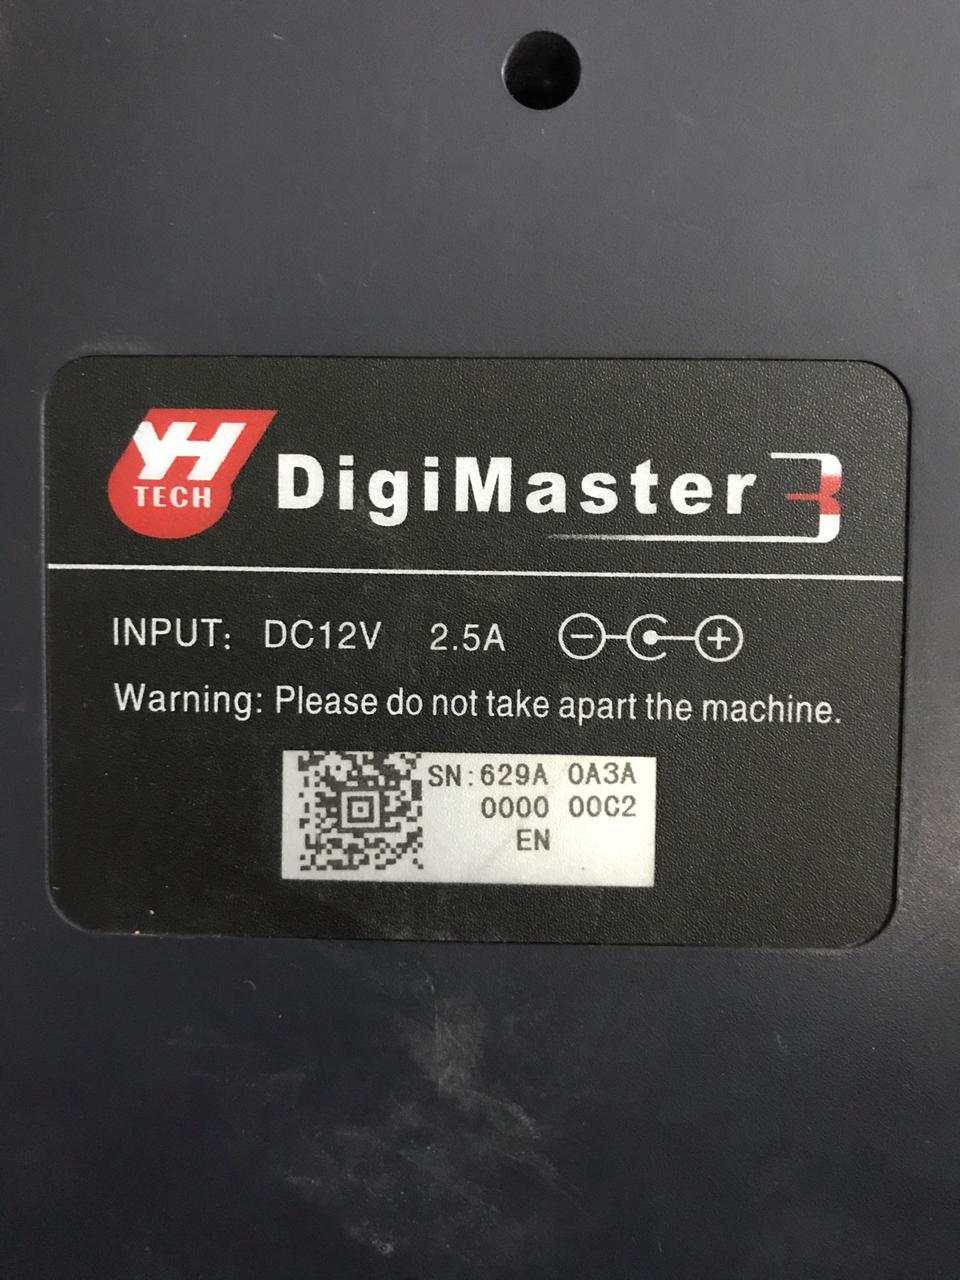 YH
TECH
DigiMaster 3
INPUT: DC12V 2.5A
Warning: Please do not take apart the machine.
SN:629A 0A3A
0000 00C2
EN